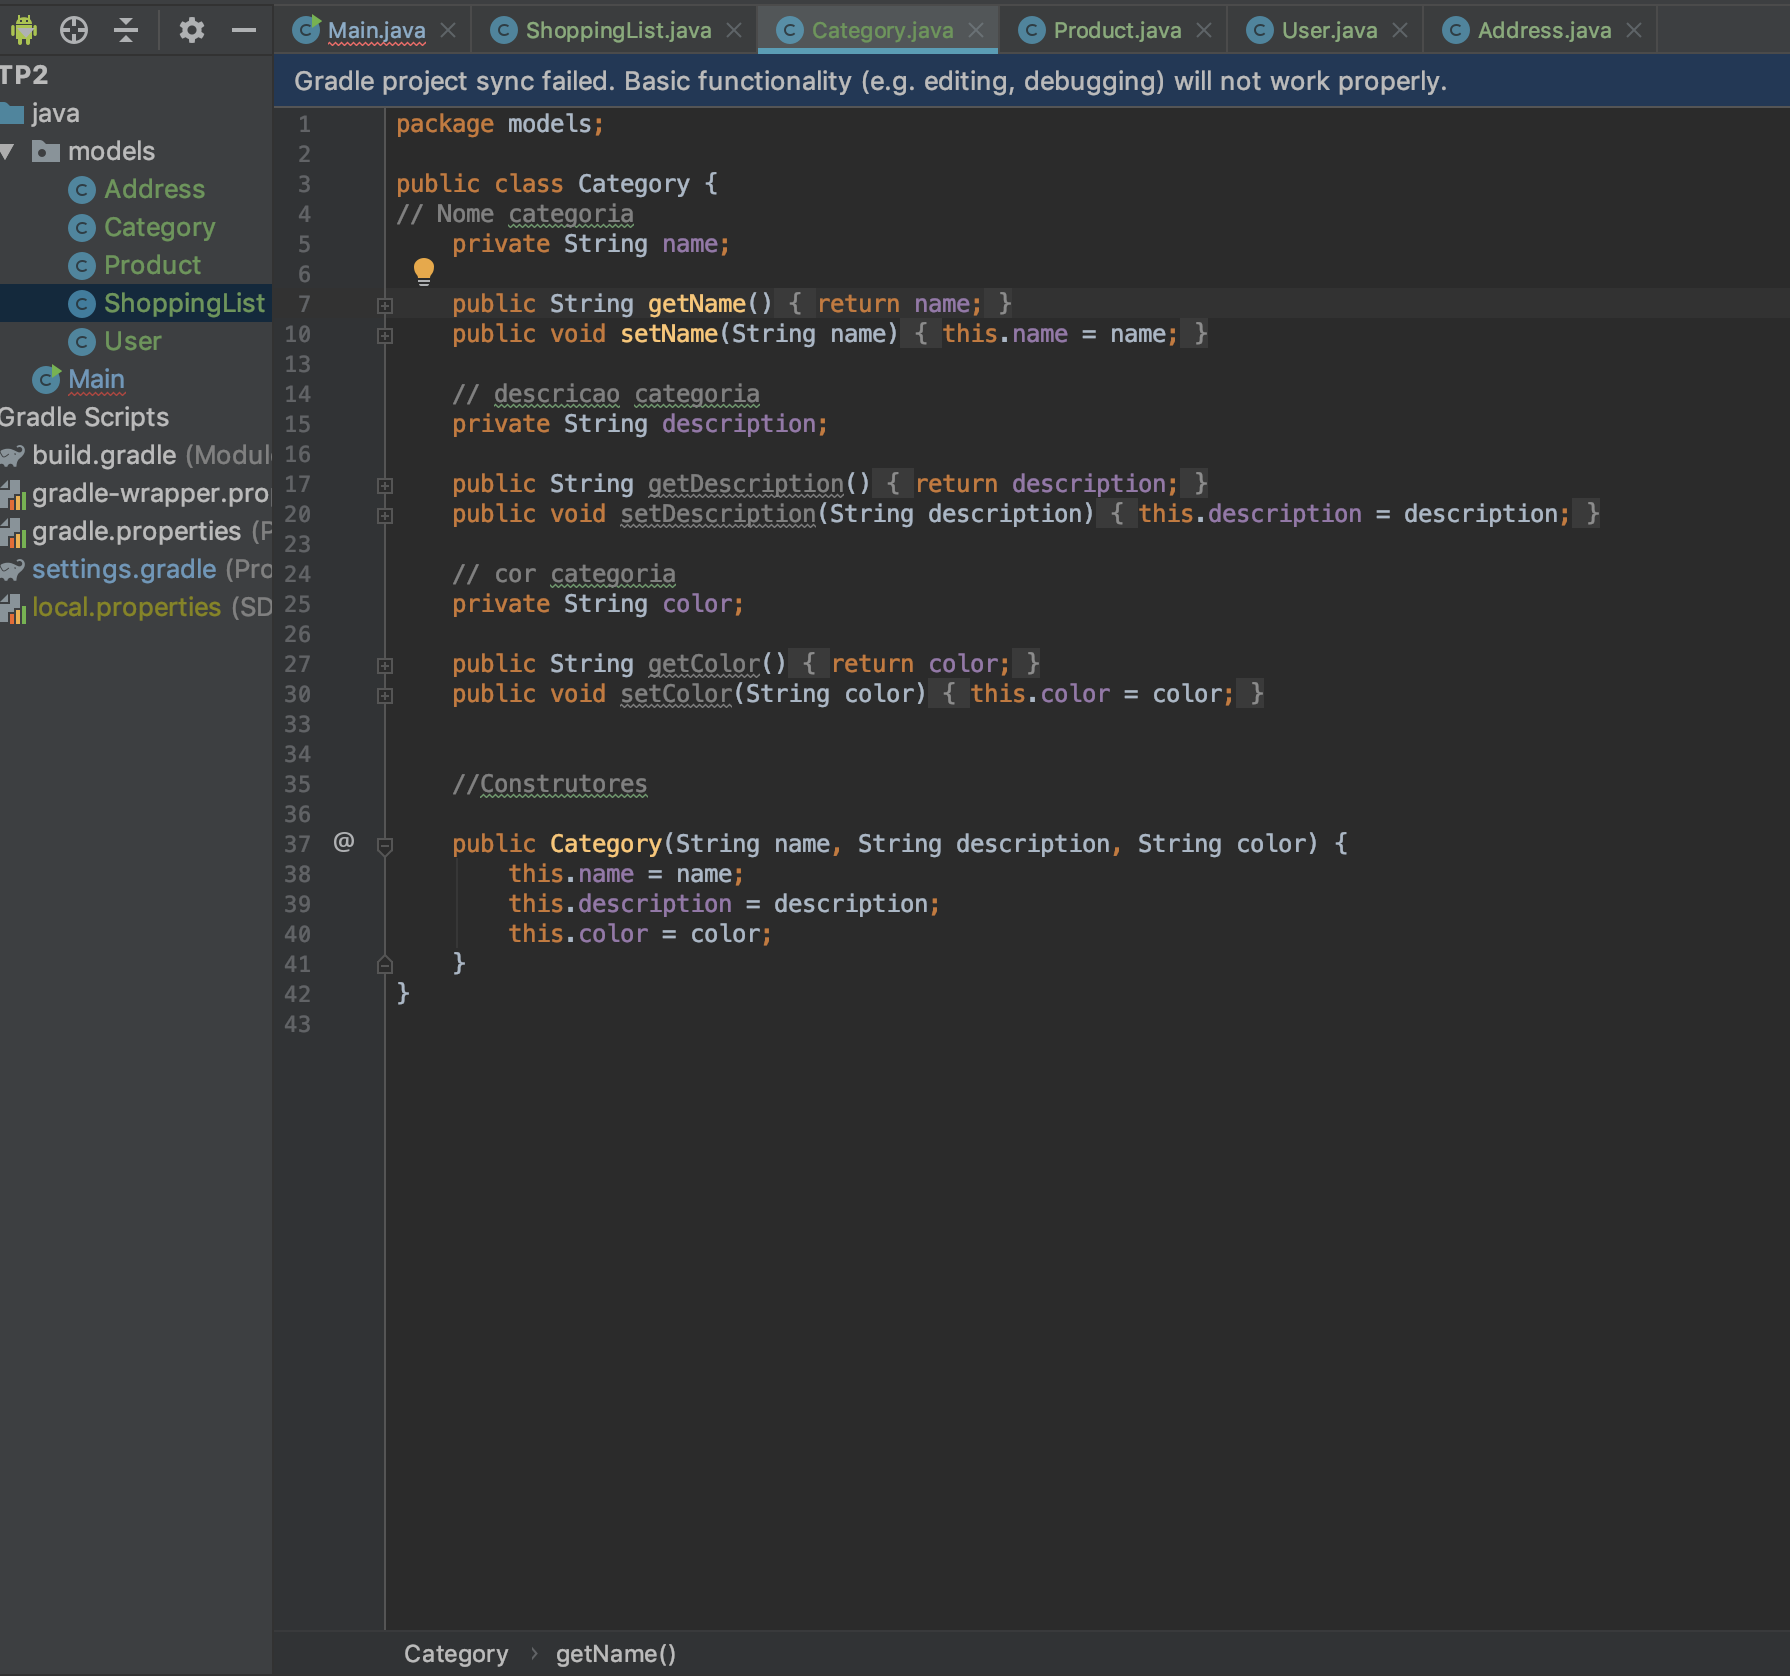 Main.java ShoppingList.java Category.java Product.java User.java Address.java
TP2
java
models
Address
Category
Product
ShoppingList
User
Main
Gradle Scripts
build.gradle (Modul
gradle-wrapper.pro
gradle.properties (P
settings.gradle (Pro
local.properties (SD
Gradle project sync failed. Basic functionality (e.g. editing, debugging) will not work properly.
1 package models;
2
3 public class Category {
4 // Nome categoria
5 private String name;
6
7 public String getName() { return name; }
10 public void setName(String name) { this.name = name; }
13
14 // descricao categoria
15 private String description;
16
17 public String getDescription() { return description; }
20 public void setDescription(String description) { this.description = description; }
23
24 // cor categoria
25 private String color;
26
27 public String getColor() { return color; }
30 public void setColor(String color) { this.color = color; }
33
34
35 //Construtores
36
37 @ public Category(String name, String description, String color) {
38 this.name = name;
39 this.description = description;
40 this.color = color;
41 }
42 }
43
Category › getName()